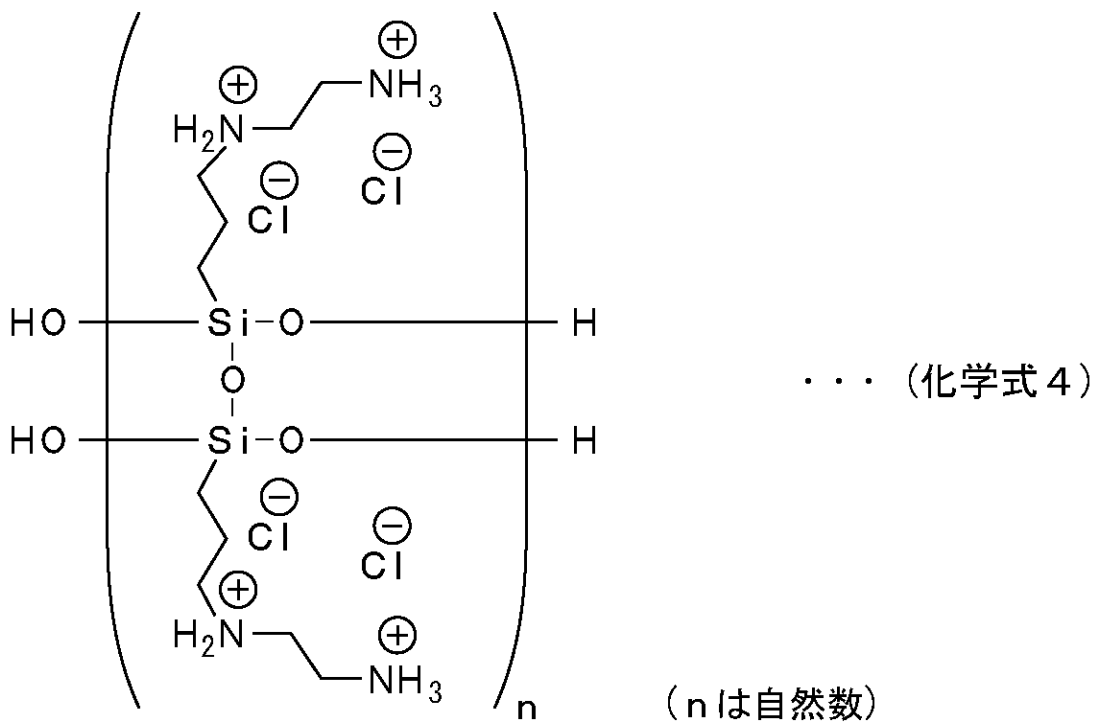 ⊕
⊕ NH3
H2N
⊖ ⊖
Cl Cl
HO Si-O H
O
HO Si-O H
⊖ ⊖
Cl Cl
⊕ ⊕
H2N
NH3
n
・・・(化学式4)
(nは自然数)